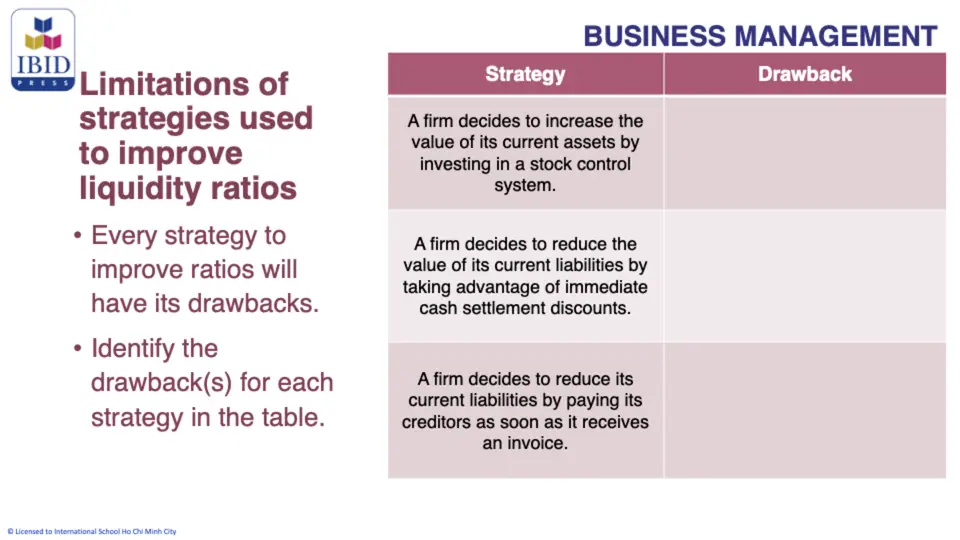 IBID
PRESS
BUSINESS MANAGEMENT
Limitations of
strategies used
to improve
liquidity ratios
• Every strategy to
improve ratios will
have its drawbacks.
• Identify the
drawback(s) for each
strategy in the table.
Strategy
Drawback
A firm decides to increase the
value of its current assets by
investing in a stock control
system.
A firm decides to reduce the
value of its current liabilities by
taking advantage of immediate
cash settlement discounts.
A firm decides to reduce its
current liabilities by paying its
creditors as soon as it receives
an invoice.
© Licensed to International School Ho Chi Minh City